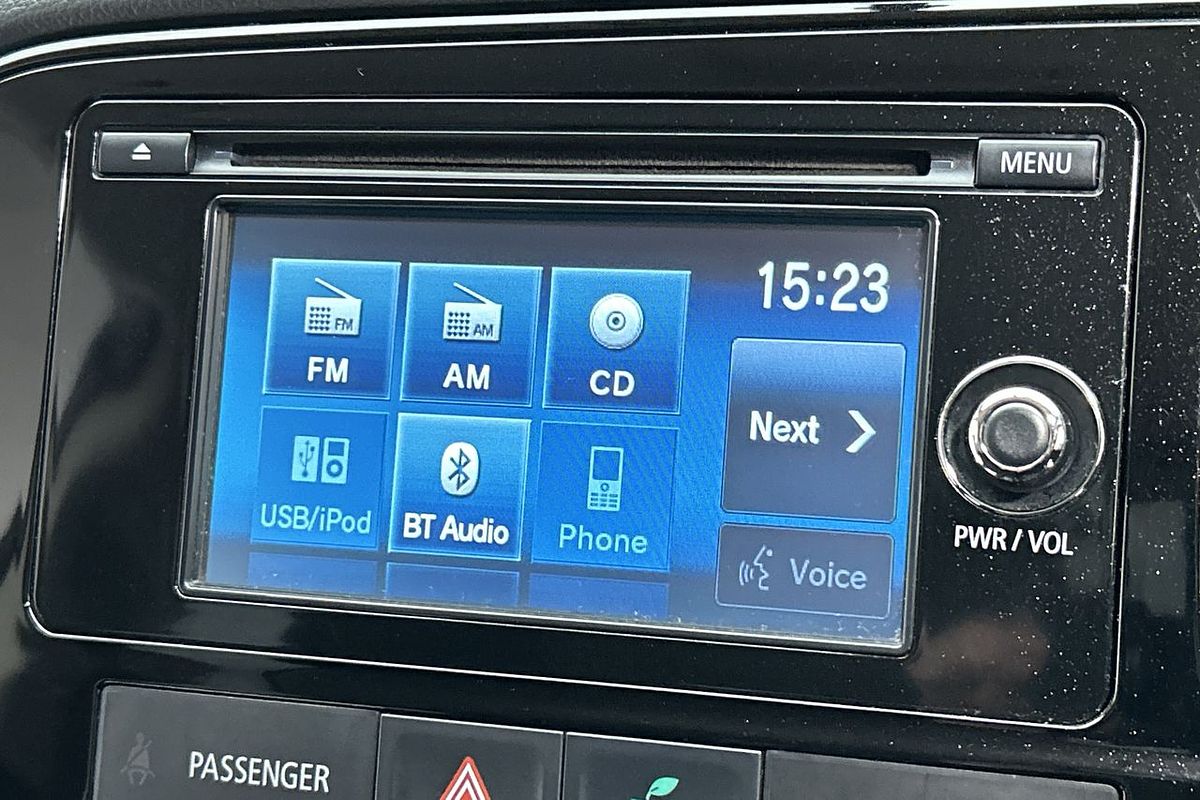 MENU
15:23
FM
FM
AM
AM
CD
Next
USB/iPod
BT Audio
Phone
Voice
PWR / VOL
PASSENGER